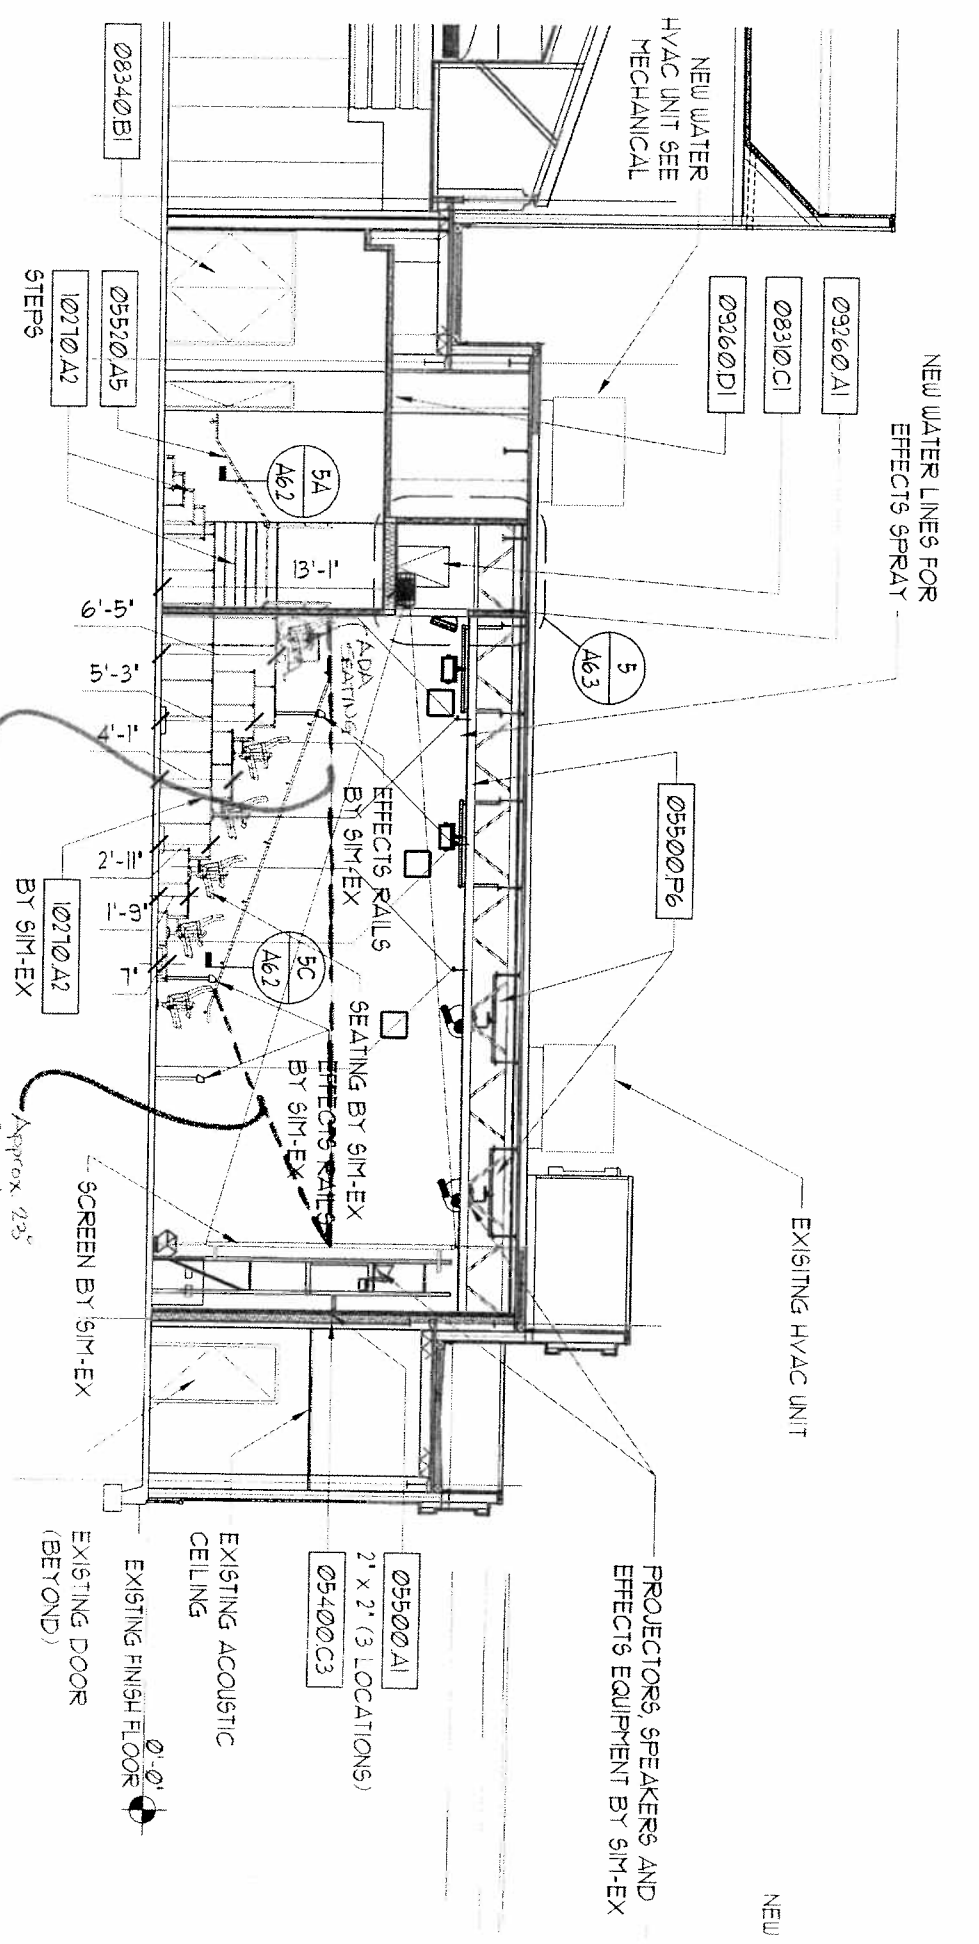 NEW WATER
HVAC UNIT SEE
MECHANICAL
08340.B1
05520.A5
10270.A2
STEPS
09260.D1
08310.C1
09260.A1
NEW WATER LINES FOR
EFFECTS SPRAY
5A
A6.2
13'-1"
5
A6.3
6'-5"
5'-3"
4'-1"
2'-11"
1'-9"
7"
ADA
SEATING
EFFECTS RAILS
BY SIM-EX
05500.P6
10270.A2
BY SIM-EX
5C
A6.2
SEATING BY SIM-EX
EFFECTS RAILS
BY SIM-EX
Approx. 23°
SCREEN BY SIM-EX
EXISITNG HVAC UNIT
PROJECTORS, SPEAKERS AND
EFFECTS EQUIPMENT BY SIM-EX
05500.A1
2" x 2" (3 LOCATIONS)
05400.C3
EXISTING ACOUSTIC
CEILING
0'-0"
EXISTING FINISH FLOOR
EXISTING DOOR
(BEYOND)
NEW